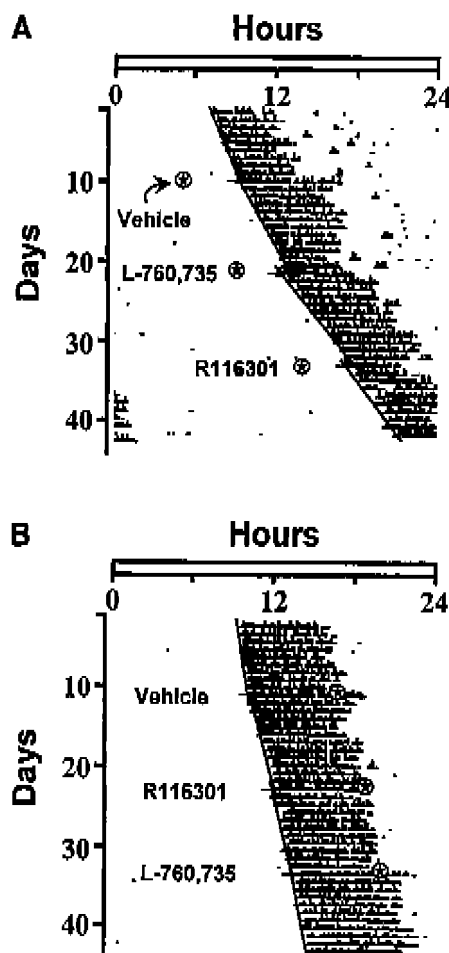 A
Hours
0 12 24
Days
10
Vehicle
20
L-760,735
30
R116301
40
B
Hours
0 12 24
Days
10
Vehicle
20
R116301
30
L-760,735
40